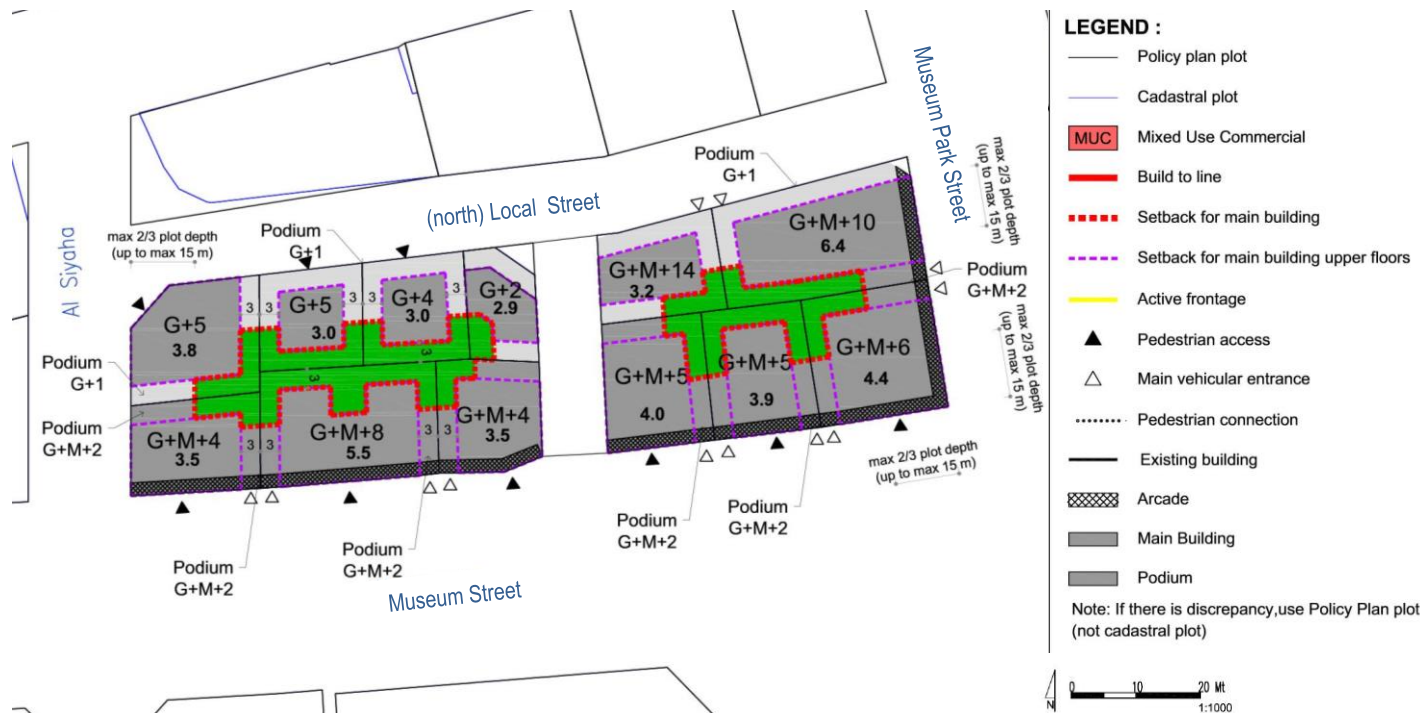 Museum Park Street
max 2/3 plot depth
(up to max 15 m)
Podium
G+1
(north) Local Street
Al Siyaha
max 2/3 plot depth
(up to max 15 m)
Podium
G+1
G+M+10
6.4
G+M+14
3.2
Podium
G+M+2
G+5
3.8
3
3
G+5
3.0
3
3
G+4
3.0
3
G+2
2.9
3
3
Podium
G+1
Podium
G+M+2
G+M+4
3.5
3
3
G+M+8
5.5
3
3
G+M+4
3.5
G+M+5
4.0
G+M+5
3.9
G+M+6
4.4
max 2/3 plot depth
(up to max 15 m)
max 2/3 plot depth
(up to max 15 m)
Podium
G+M+2
Podium
G+M+2
Podium
G+M+2
Podium
G+M+2
Museum Street
LEGEND :
Policy plan plot
Cadastral plot
MUC Mixed Use Commercial
Build to line
Setback for main building
Setback for main building upper floors
Active frontage
Pedestrian access
Main vehicular entrance
Pedestrian connection
Existing building
Arcade
Main Building
Podium
Note: If there is discrepancy,use Policy Plan plot
(not cadastral plot)
N
0 10 20 Mt
1:1000